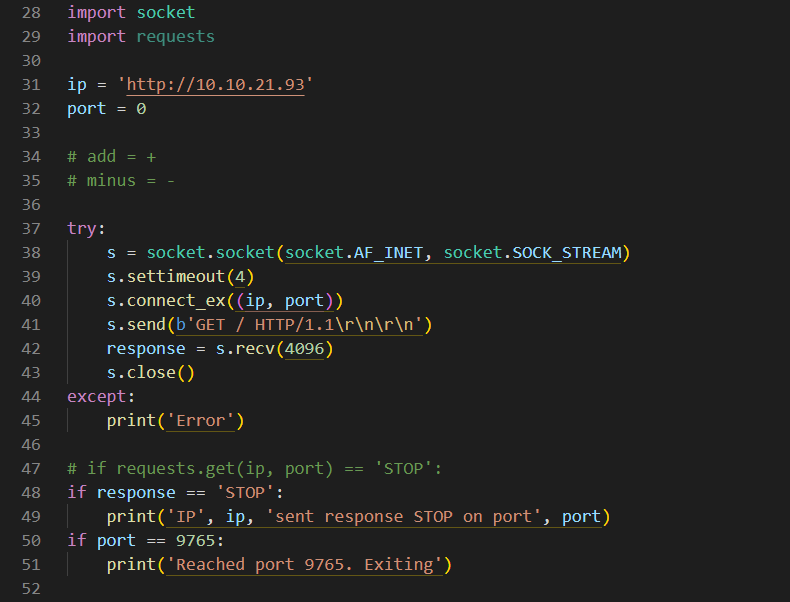 28 import socket
29 import requests
30
31 ip = 'http://10.10.21.93'
32 port = 0
33
34 # add = +
35 # minus = -
36
37 try:
38     s = socket.socket(socket.AF_INET, socket.SOCK_STREAM)
39     s.settimeout(4)
40     s.connect_ex((ip, port))
41     s.send(b'GET / HTTP/1.1\r\n\r\n')
42     response = s.recv(4096)
43     s.close()
44 except:
45     print('Error')
46
47 # if requests.get(ip, port) == 'STOP':
48 if response == 'STOP':
49     print('IP', ip, 'sent response STOP on port', port)
50 if port == 9765:
51     print('Reached port 9765. Exiting')
52